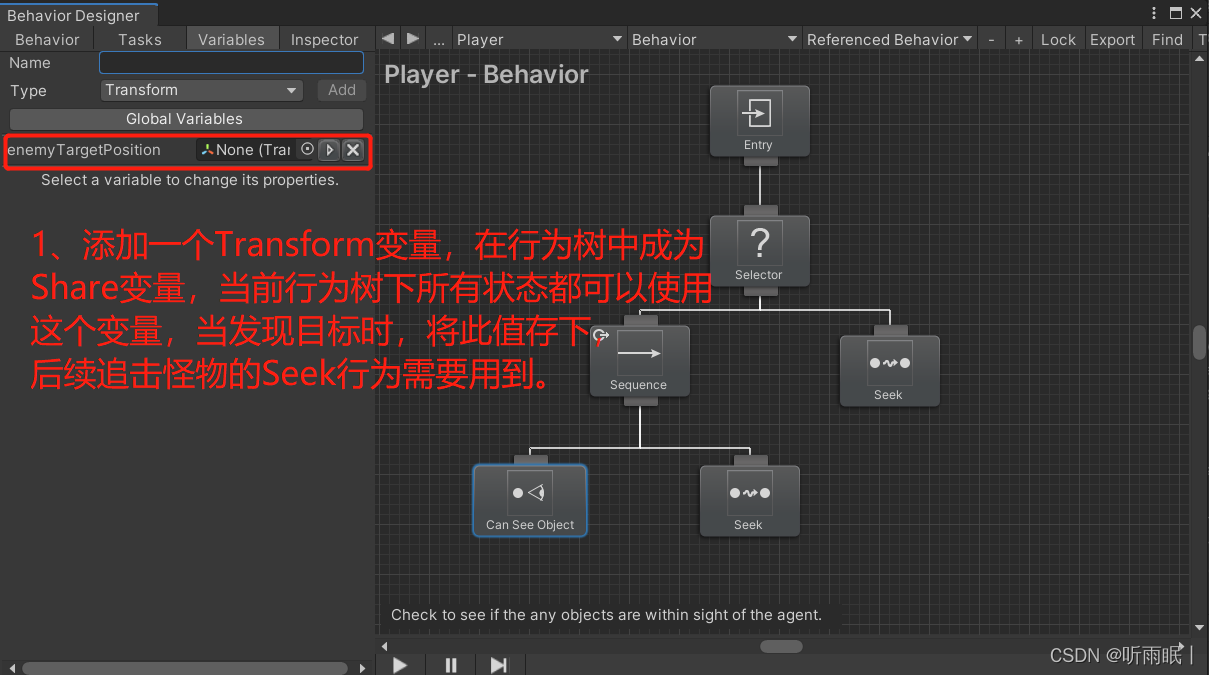 Behavior Designer
Behavior Tasks Variables Inspector ... Player Behavior Referenced Behavior - + Lock Export Find T
Name
Type Transform Add
Global Variables
enemyTargetPosition None (Tran
Select a variable to change its properties.
Player - Behavior
Entry
Selector
1、添加一个Transform变量，在行为树中成为
Share变量，当前行为树下所有状态都可以使用
这个变量，当发现目标时，将此值存下，
后续追击怪物的Seek行为需要用到。
Sequence
Seek
Can See Object
Seek
Check to see if the any objects are within sight of the agent.
CSDN @听雨眠丨